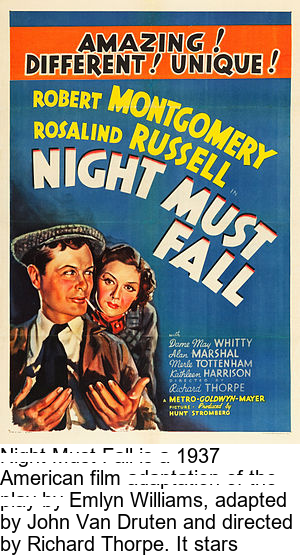 AMAZING!
DIFFERENT! UNIQUE!
ROBERT MONTGOMERY
ROSALIND RUSSELL
IN
NIGHT MUST FALL
with
Dame May WHITTY
Alan MARSHAL
Merle TOTTENHAM
Kathleen HARRISON
DIRECTED BY
Richard THORPE
A METRO-GOLDWYN-MAYER
PICTURE · Produced by
HUNT STROMBERG
Night Must Fall is a 1937
American film adaptation of the
play by Emlyn Williams, adapted
by John Van Druten and directed
by Richard Thorpe. It stars